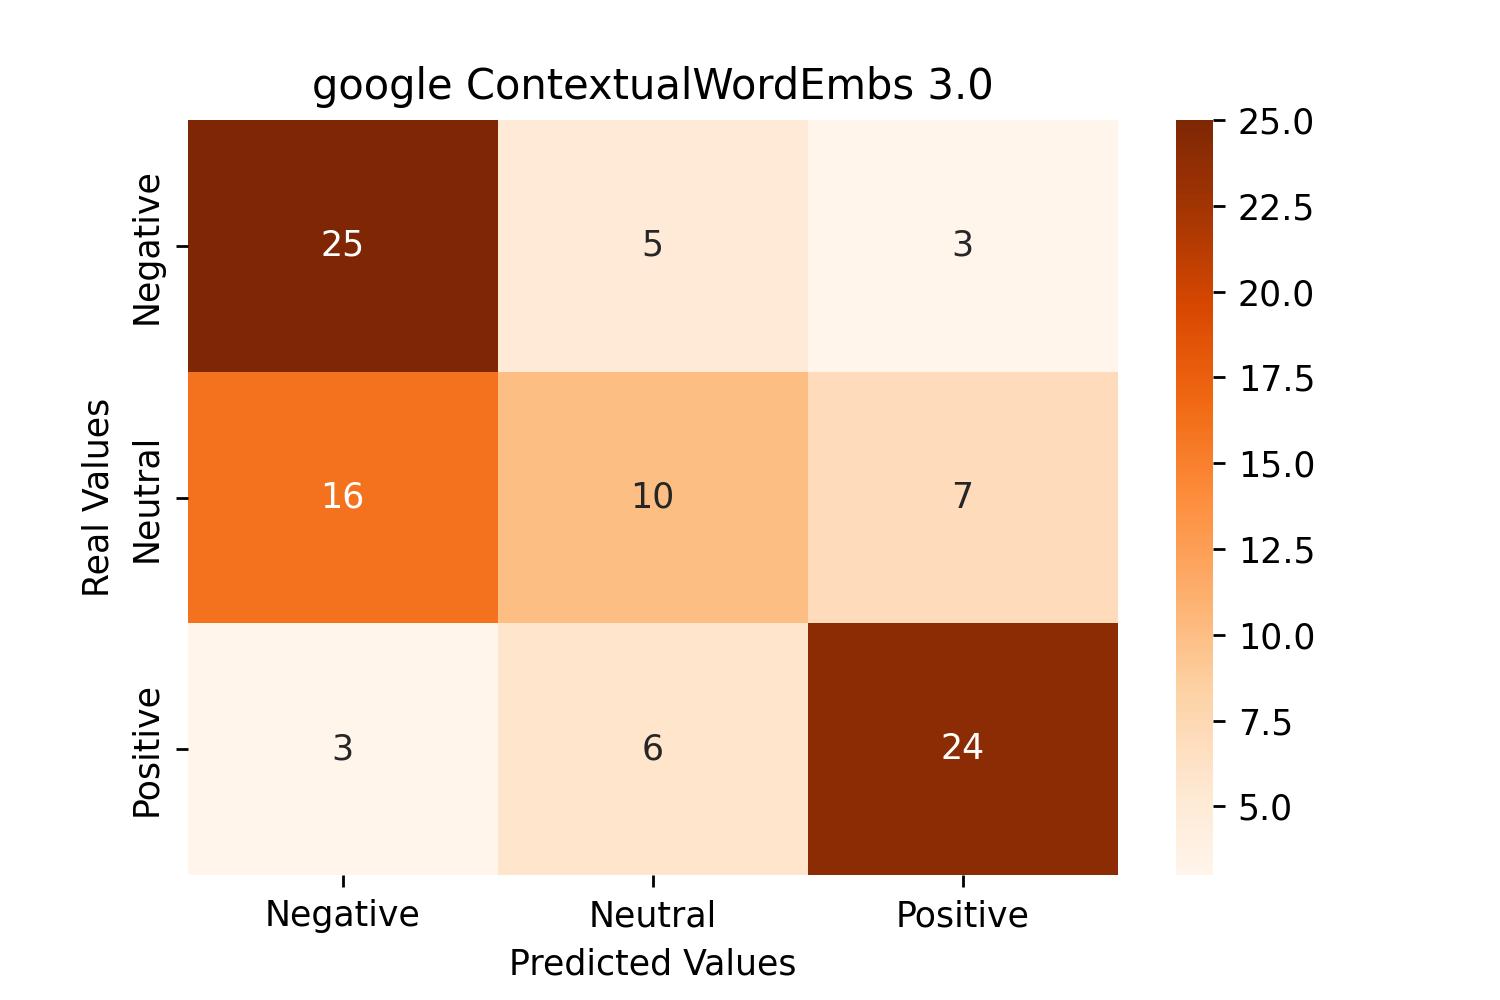 google ContextualWordEmbs 3.0
Real Values
Negative
25
5
3
Neutral
16
10
7
Positive
3
6
24
Negative
Neutral
Positive
Predicted Values
25.0
22.5
20.0
17.5
15.0
12.5
10.0
7.5
5.0